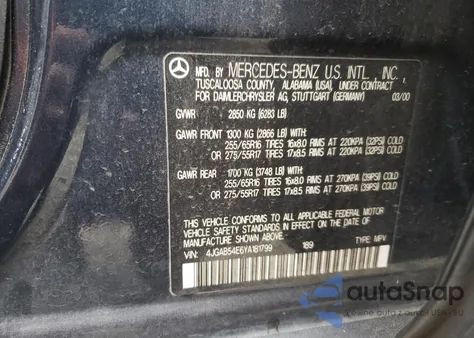 MFD. BY MERCEDES-BENZ U.S. INTL., INC.,
TUSCALOOSA COUNTY, ALABAMA (USA), UNDER CONTRACT
FOR DAIMLERCHRYSLER AG, STUTTGART (GERMANY) 03/00
GVWR 2850 KG (6283 LB)
GAWR FRONT 1300 KG (2866 LB)
255/65R16 TIRES 16x8.0 RIMS AT 220KPA (32PSI) COLD
OR 275/55R17 TIRES 17x8.5 RIMS AT 220KPA (32PSI) COLD
GAWR REAR 1700 KG (3748 LB)
255/65R16 TIRES 16x8.0 RIMS AT 270KPA (39PSI) COLD
OR 275/55R17 TIRES 17x8.5 RIMS AT 270KPA (39PSI) COLD
THIS VEHICLE CONFORMS TO ALL APPLICABLE FEDERAL MOTOR
VEHICLE SAFETY STANDARDS IN EFFECT ON THE DATE OF
MANUFACTURE SHOWN ABOVE.
VIN: 4JGAB54E6YA181799 189 TYPE: MPV
autoSnap